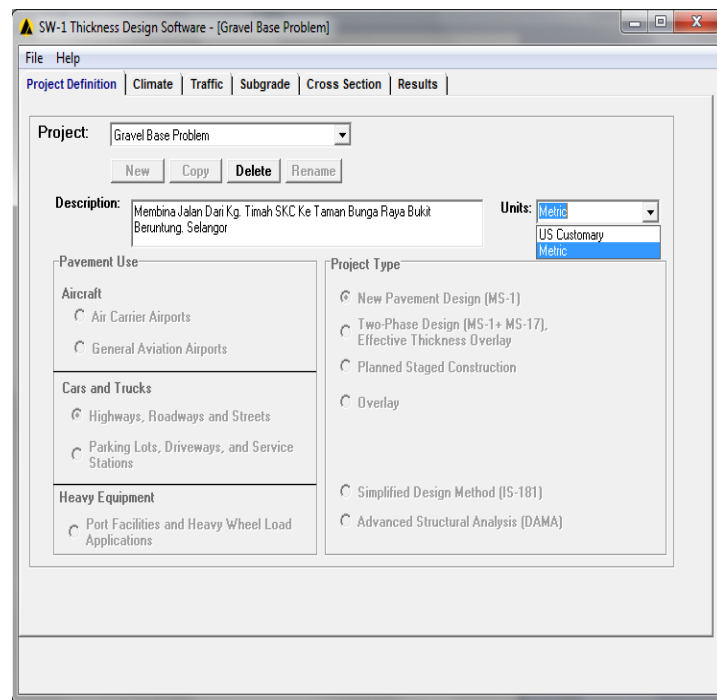 SW-1 Thickness Design Software - [Gravel Base Problem]
File Help
Project Definition Climate Traffic Subgrade Cross Section Results
Project: Gravel Base Problem
New Copy Delete Rename
Description: Membina Jalan Dari Kg. Timah SKC Ke Taman Bunga Raya Bukit
Beruntung. Selangor
Units: Metric
US Customary
Metric
Pavement Use
Aircraft
Air Carrier Airports
General Aviation Airports
Cars and Trucks
Highways, Roadways and Streets
Parking Lots, Driveways, and Service
Stations
Heavy Equipment
Port Facilities and Heavy Wheel Load
Applications
Project Type
New Pavement Design (MS-1)
Two-Phase Design (MS-1+ MS-17),
Effective Thickness Overlay
Planned Staged Construction
Overlay
Simplified Design Method (IS-181)
Advanced Structural Analysis (DAMA)